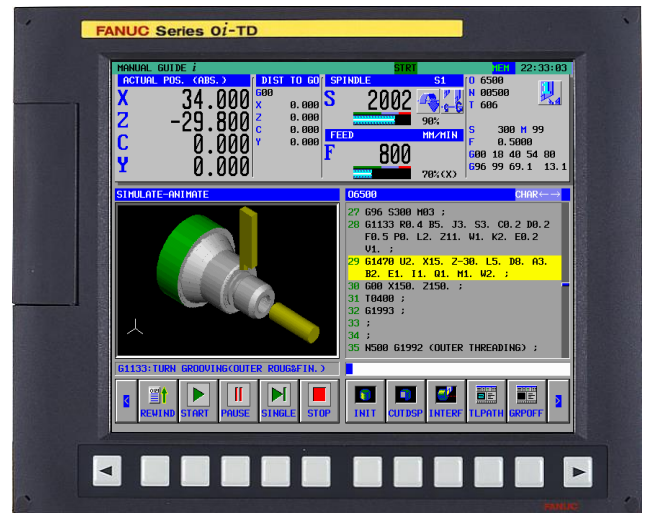 FANUC Series 0i-TD
MANUAL GUIDE i STRT MEM 22:33:03
ACTUAL POS. (ABS.) DIST TO GO SPINDLE S1 O 6500
X 34.000 G00 S 2002 N 00500
X 0.000 T 606
Z -29.800 Z 0.000 90%
C 0.000 C 0.000 FEED MM/MIN S 300 M 99
Y 0.000 Y 0.000 F 800 F 0.5000
G00 18 40 54 80
70%(X) G96 99 69.1 13.1
SIMULATE-ANIMATE
O6500 CHAR←→
27 G96 S300 M03 ;
28 G1133 R0.4 B5. J3. S3. C0.2 D0.2
F0.5 P0. L2. Z11. W1. K2. E0.2
V1. ;
29 G1470 U2. X15. Z-30. L5. D0. A3.
B2. E1. I1. Q1. M1. W2. ;
30 G00 X150. Z150. ;
31 T0400 ;
32 G1993 ;
33 ;
34 ;
35 N500 G1992 (OUTER THREADING) ;
G1133:TURN GROOVING(OUTER ROUG&FIN.)
< REWIND START PAUSE SINGLE STOP INIT CUTDSP INTERF TLPATH GRPOFF >
FANUC